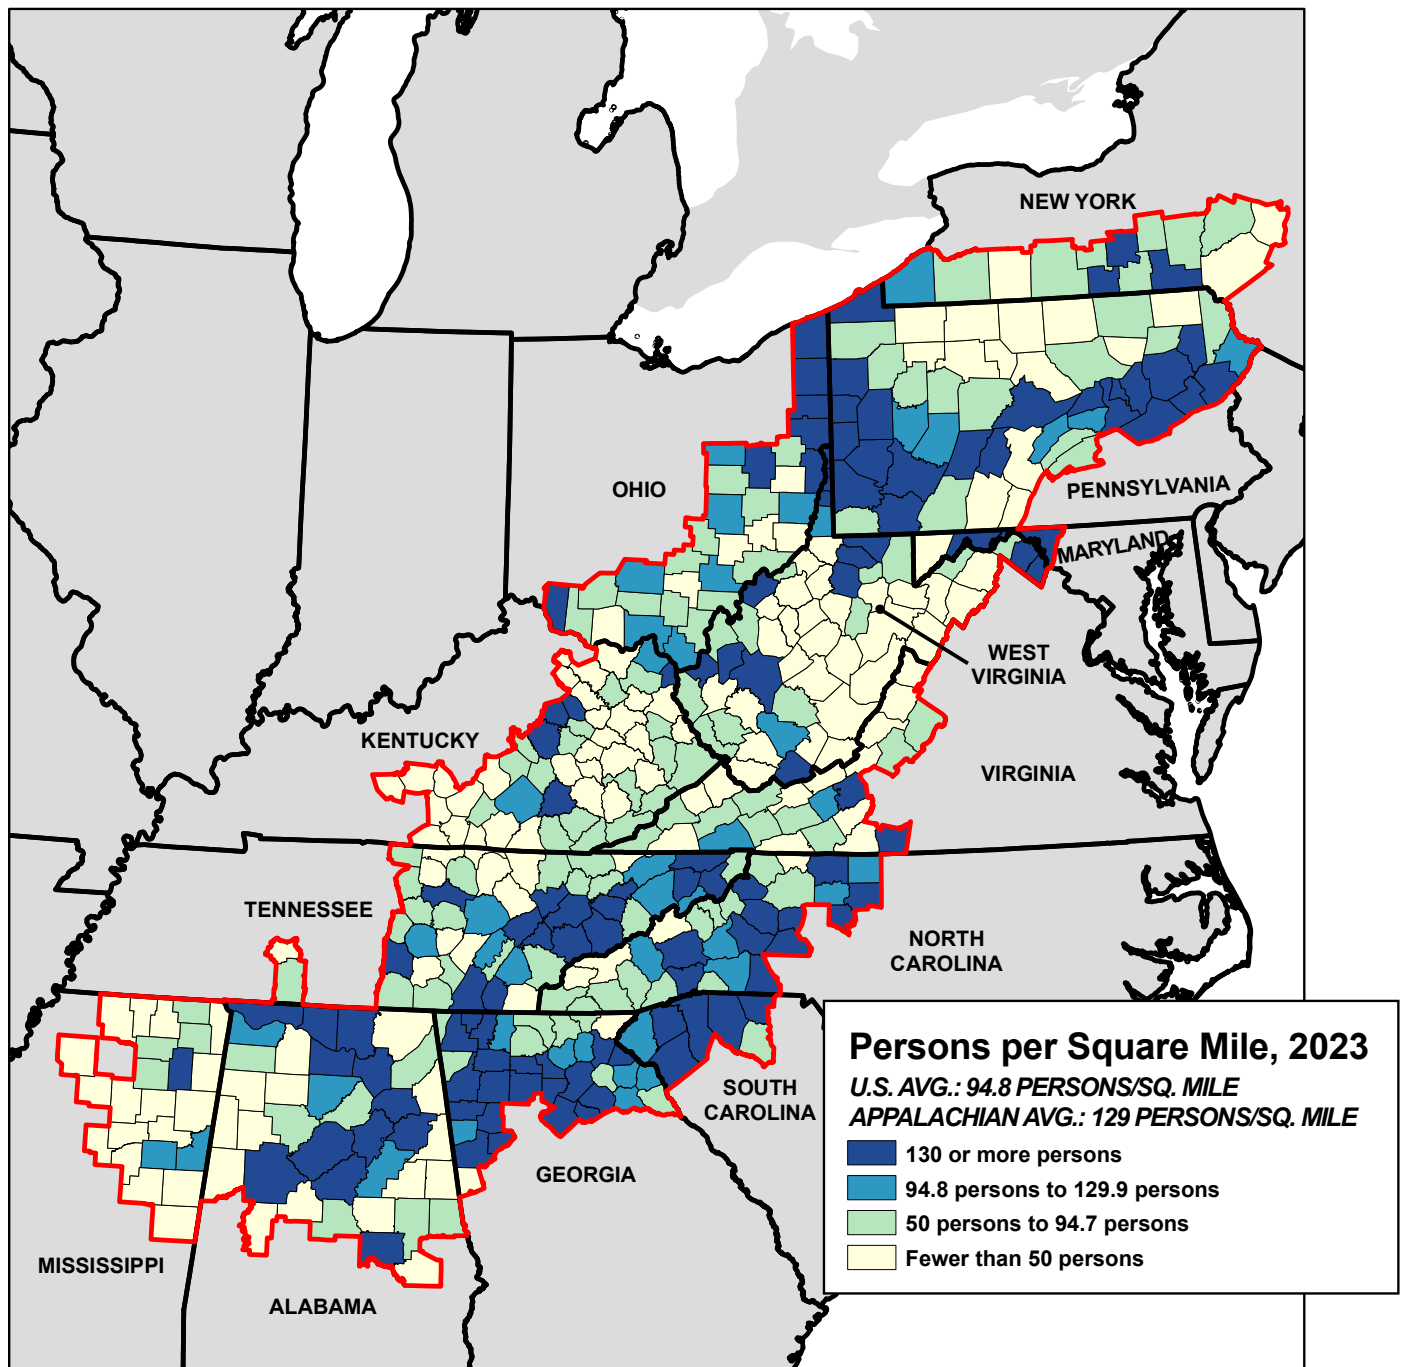 NEW YORK
OHIO
PENNSYLVANIA
MARYLAND
WEST
VIRGINIA
KENTUCKY
VIRGINIA
TENNESSEE
NORTH
CAROLINA
SOUTH
CAROLINA
GEORGIA
MISSISSIPPI
ALABAMA
Persons per Square Mile, 2023
U.S. AVG.: 94.8 PERSONS/SQ. MILE
APPALACHIAN AVG.: 129 PERSONS/SQ. MILE
130 or more persons
94.8 persons to 129.9 persons
50 persons to 94.7 persons
Fewer than 50 persons